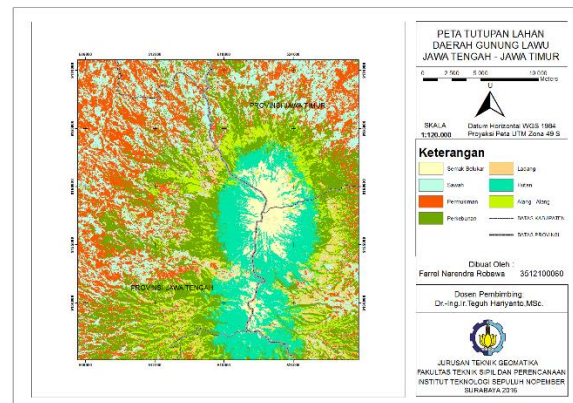 PETA TUTUPAN LAHAN
DAERAH GUNUNG LAWU
JAWA TENGAH - JAWA TIMUR
0 2.500 5.000 10.000
Meters
U
SKALA
1:120.000
Datum Horizontal WGS 1984
Proyeksi Peta UTM Zona 49 S
Keterangan
Semak Belukar
Ladang
Sawah
Hutan
Permukiman
Alang - Alang
Perkebunan
BATAS KABUPATEN
BATAS PROVINSI
Dibuat Oleh :
Farrel Narendra Robawa 3512100060
Dosen Pembimbing:
Dr.-Ing.Ir.Teguh Hariyanto,MSc.
JURUSAN TEKNIK GEOMATIKA
FAKULTAS TEKNIK SIPIL DAN PERENCANAAN
INSTITUT TEKNOLOGI SEPULUH NOPEMBER
SURABAYA 2016
PROVINSI JAWA TIMUR
PROVINSI JAWA TENGAH